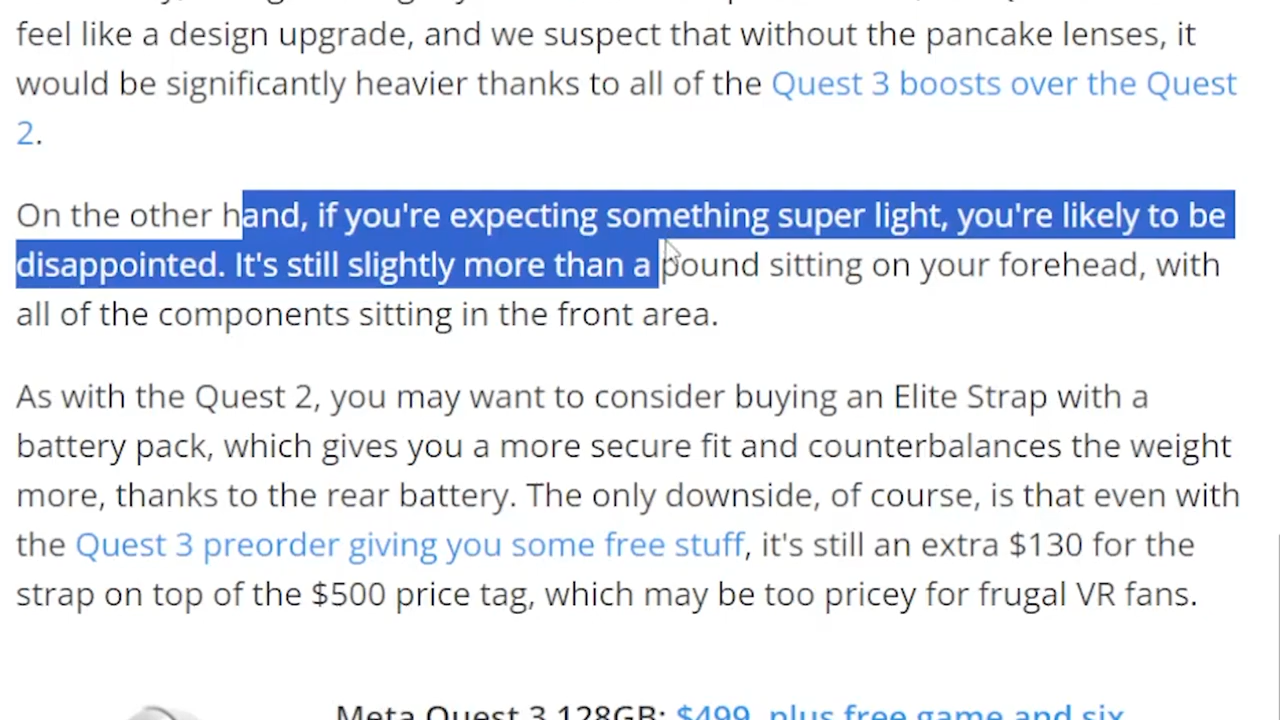 feel like a design upgrade, and we suspect that without the pancake lenses, it
would be significantly heavier thanks to all of the Quest 3 boosts over the Quest
2.
On the other hand, if you're expecting something super light, you're likely to be
disappointed. It's still slightly more than a pound sitting on your forehead, with
all of the components sitting in the front area.
As with the Quest 2, you may want to consider buying an Elite Strap with a
battery pack, which gives you a more secure fit and counterbalances the weight
more, thanks to the rear battery. The only downside, of course, is that even with
the Quest 3 preorder giving you some free stuff, it's still an extra $130 for the
strap on top of the $500 price tag, which may be too pricey for frugal VR fans.
Meta Quest 3 128GB: $499, plus free game and six